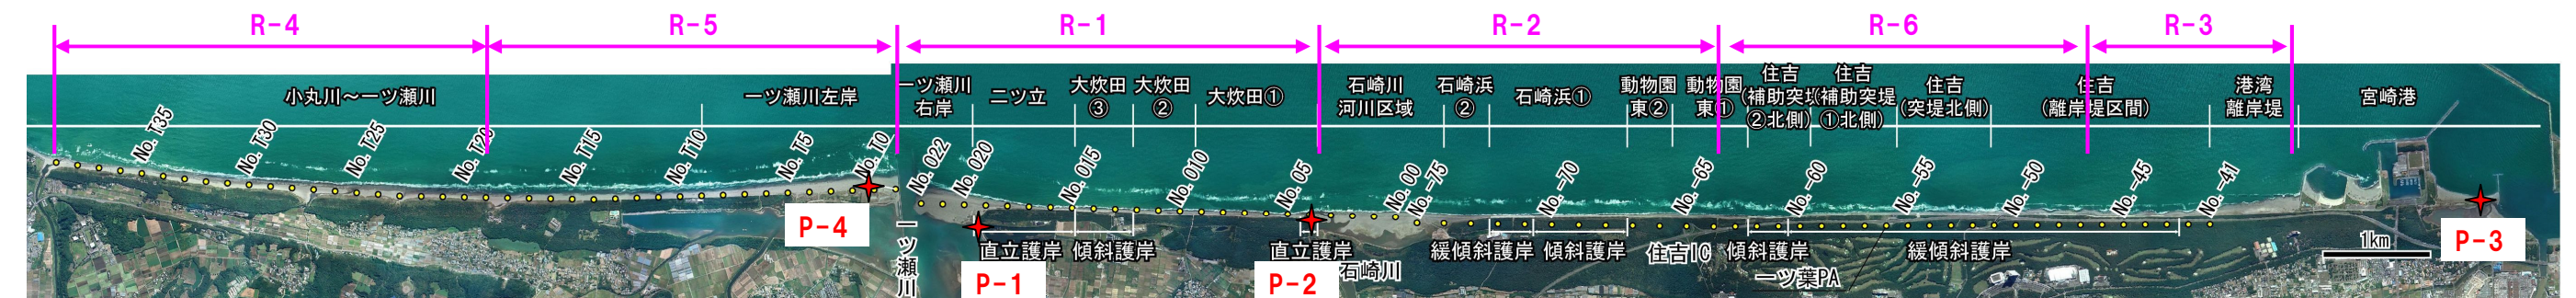 R-4
R-5
R-1
R-2
R-6
R-3
小丸川～一ツ瀬川
一ツ瀬川左岸
一ツ瀬川
右岸
二ツ立
大炊田
③
大炊田
②
大炊田①
石崎川
河川区域
石崎浜
②
石崎浜①
動物園
東②
動物園
東①
住吉
(補助突堤
②北側)
住吉
(補助突堤
①北側)
住吉
(突堤北側)
住吉
(離岸堤区間)
港湾
離岸堤
宮崎港
No. T35
No. T30
No. T25
No. T20
No. T15
No. T10
No. T5
No. T0
No. 022
No. 020
No. 015
No. 010
No. 05
No. 00
No. -75
No. -70
No. -65
No. -60
No. -55
No. -50
No. -45
No. -41
P-4
一ツ瀬川
P-1
直立護岸
傾斜護岸
直立護岸
P-2
石崎川
緩傾斜護岸
傾斜護岸
住吉IC
傾斜護岸
一ツ葉PA
緩傾斜護岸
1km
P-3